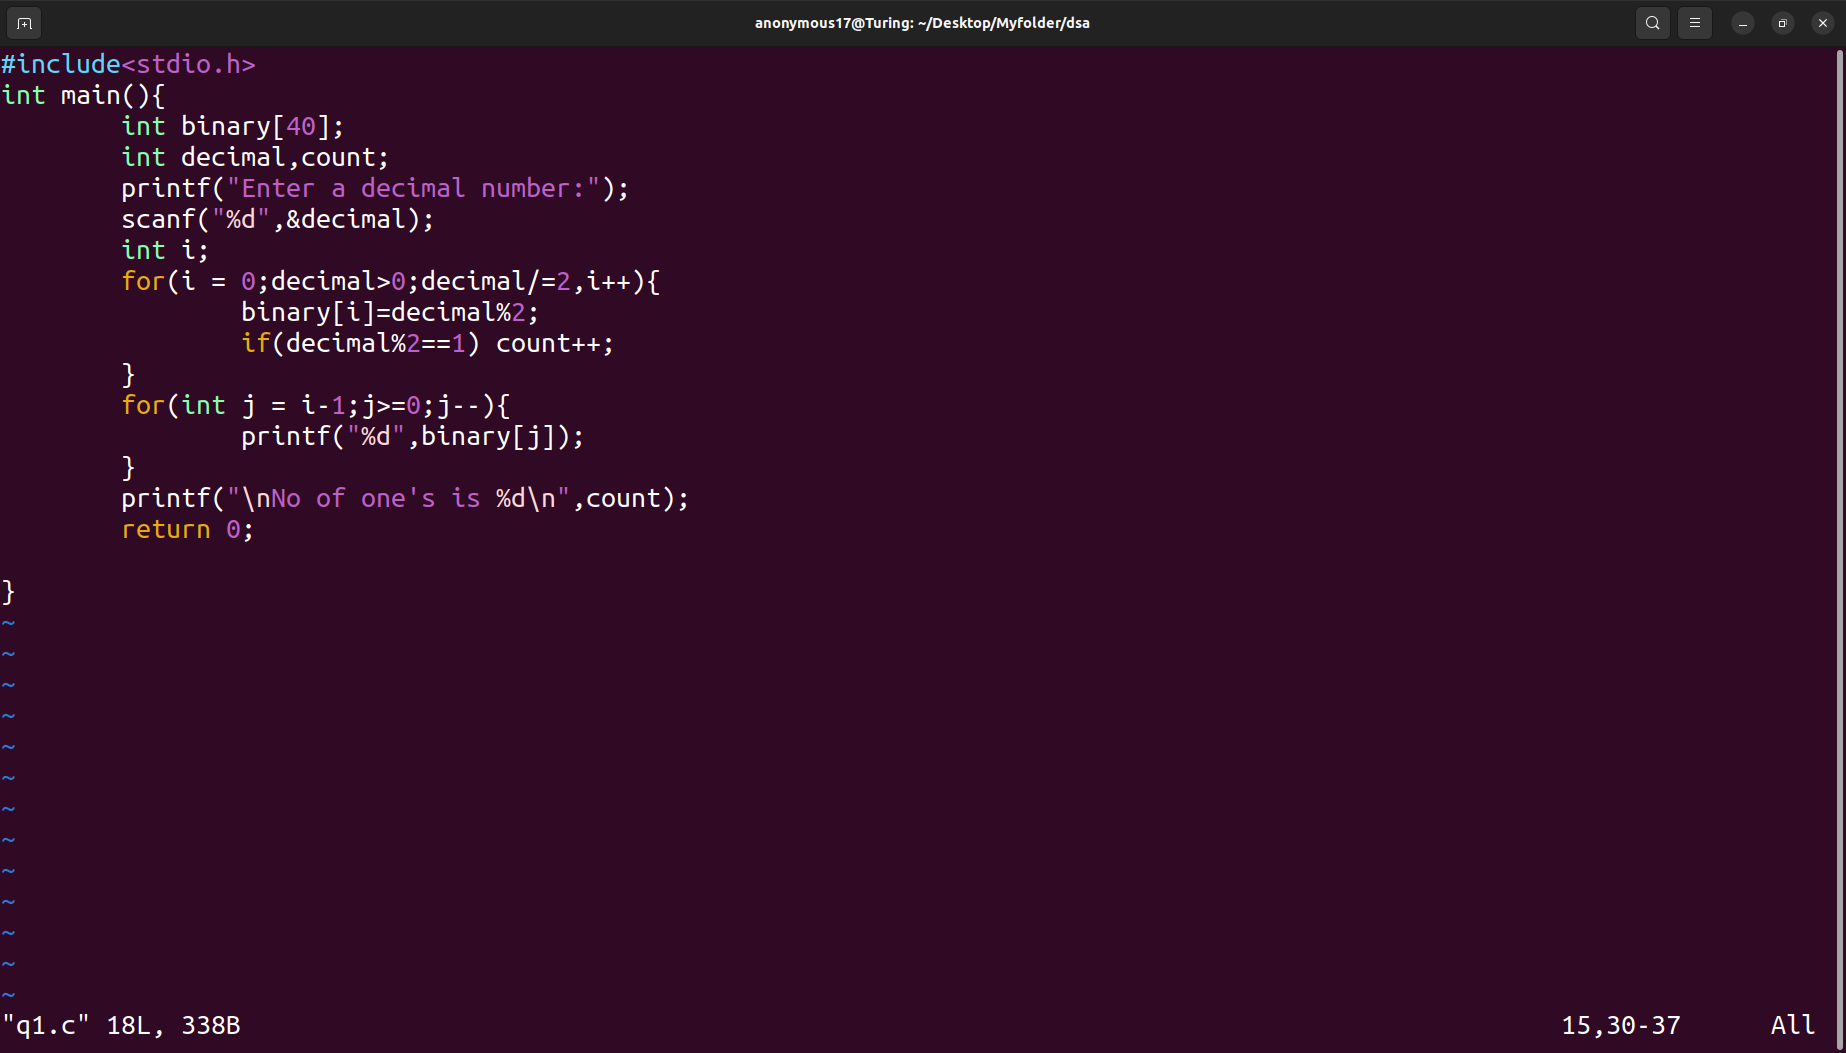 anonymous17@Turing: ~/Desktop/Myfolder/dsa
#include<stdio.h>
int main(){
        int binary[40];
        int decimal,count;
        printf("Enter a decimal number:");
        scanf("%d",&decimal);
        int i;
        for(i = 0;decimal>0;decimal/=2,i++){
                binary[i]=decimal%2;
                if(decimal%2==1) count++;
        }
        for(int j = i-1;j>=0;j--){
                printf("%d",binary[j]);
        }
        printf("\nNo of one's is %d\n",count);
        return 0;

}
~
~
~
~
~
~
~
~
~
~
~
~
~
"q1.c" 18L, 338B 15,30-37 All